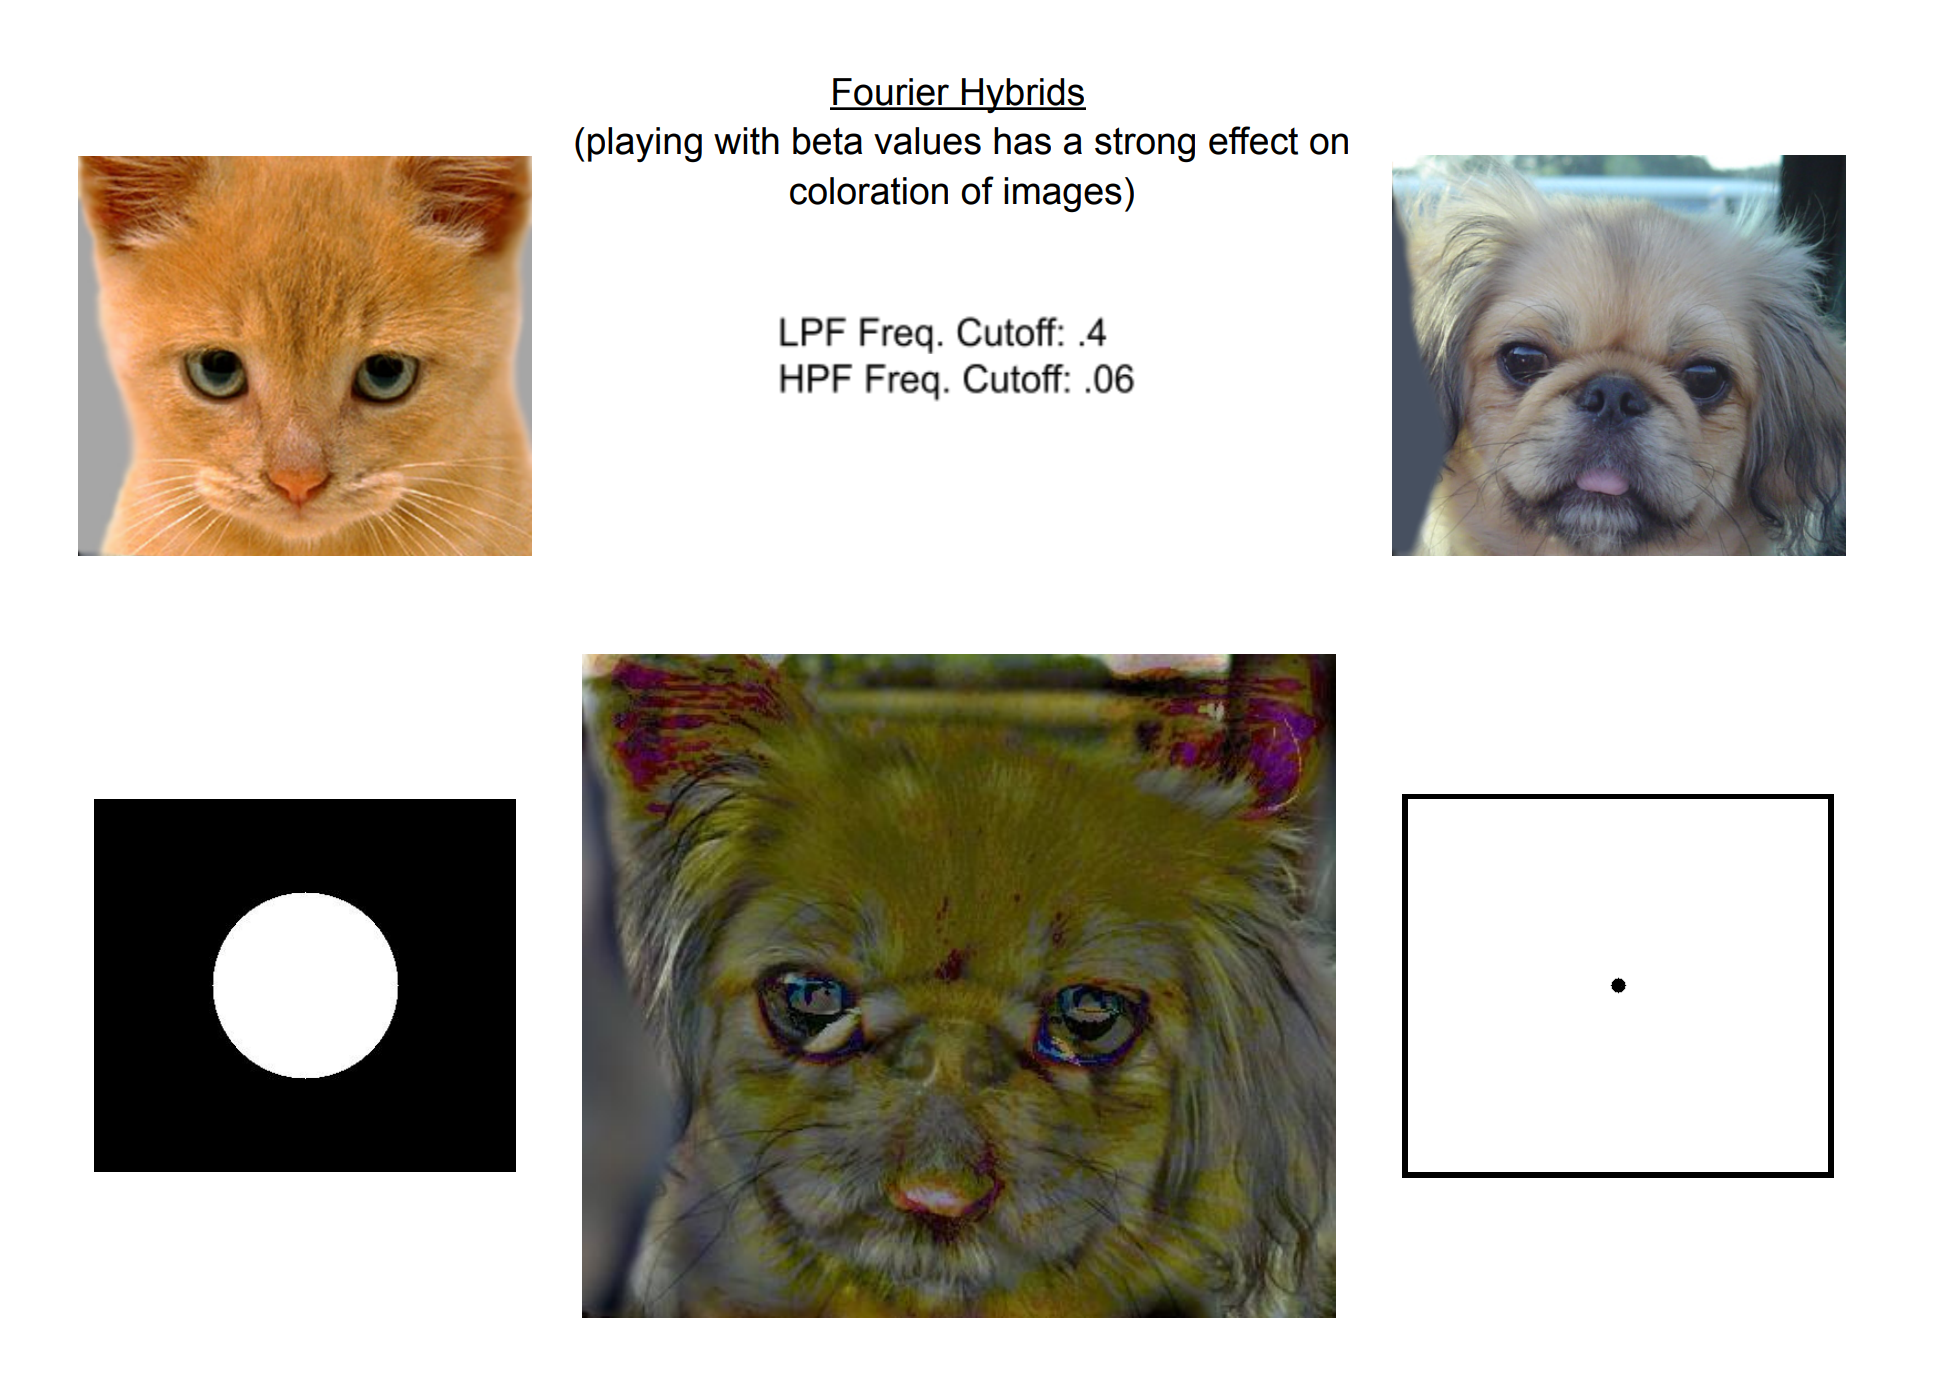 Fourier Hybrids
(playing with beta values has a strong effect on
coloration of images)
LPF Freq. Cutoff: .4
HPF Freq. Cutoff: .06